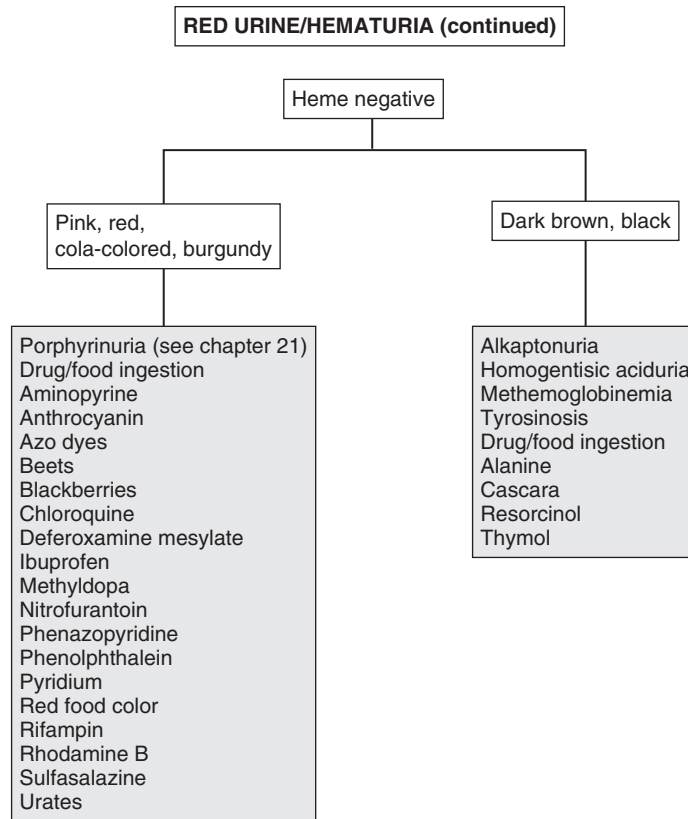 RED URINE/HEMATURIA (continued)
Heme negative
Pink, red,
cola-colored, burgundy
Dark brown, black
Porphyrinuria (see chapter 21)
Drug/food ingestion
Aminopyrine
Anthrocyanin
Azo dyes
Beets
Blackberries
Chloroquine
Deferoxamine mesylate
Ibuprofen
Methyldopa
Nitrofurantoin
Phenazopyridine
Phenolphthalein
Pyridium
Red food color
Rifampin
Rhodamine B
Sulfasalazine
Urates
Alkaptonuria
Homogentisic aciduria
Methemoglobinemia
Tyrosinosis
Drug/food ingestion
Alanine
Cascara
Resorcinol
Thymol